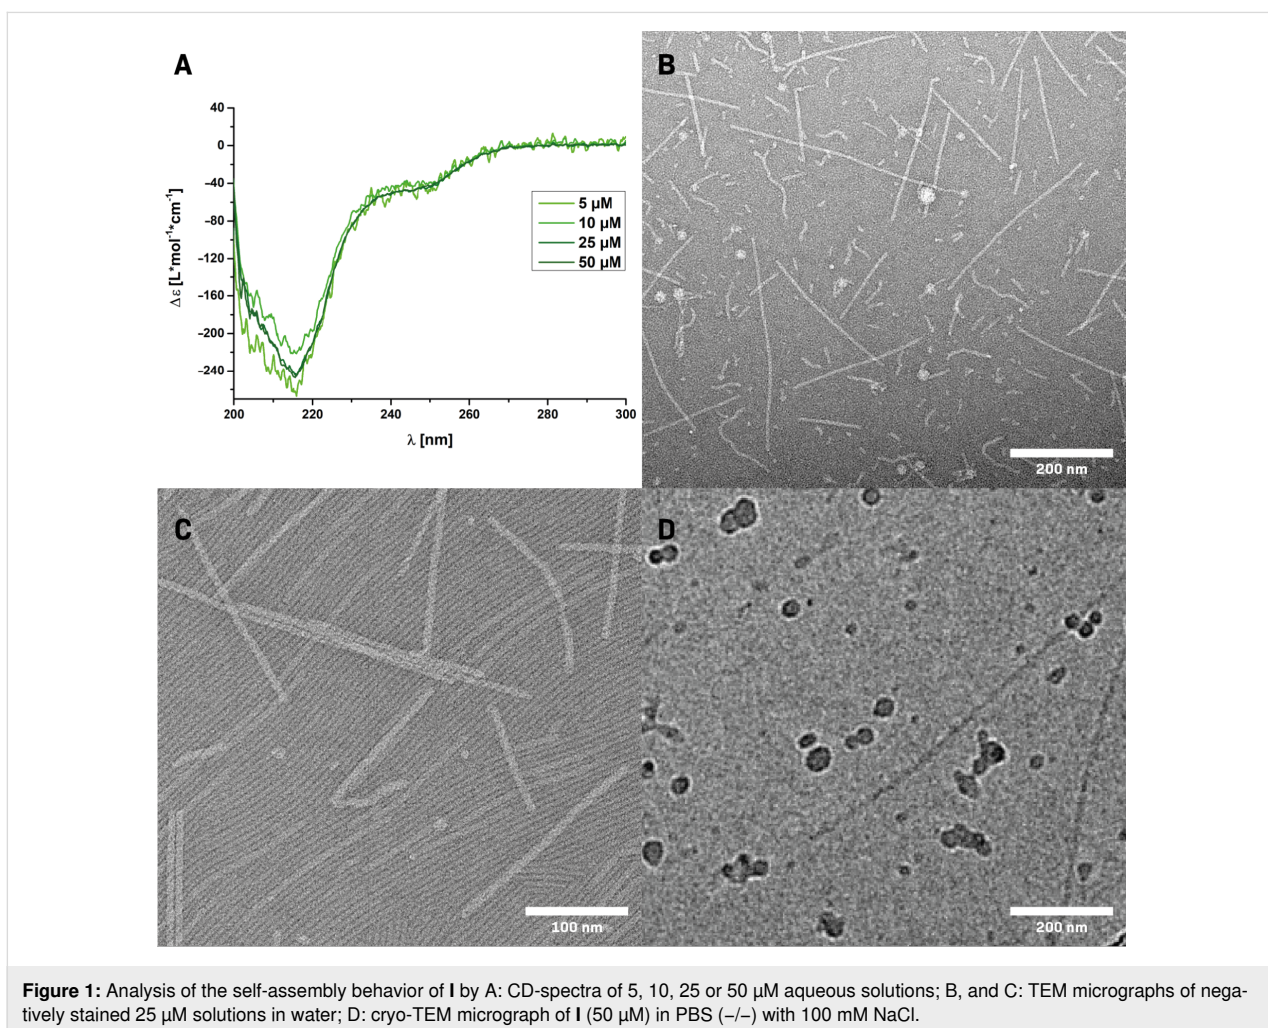 A
40
0
−40
−80
−120
−160
−200
−240
Δ ε [L*mol⁻¹*cm⁻¹]
200 220 240 260 280 300
λ [nm]
5 µM
10 µM
25 µM
50 µM
B
200 nm
C
100 nm
D
200 nm
Figure 1: Analysis of the self-assembly behavior of I by A: CD-spectra of 5, 10, 25 or 50 µM aqueous solutions; B, and C: TEM micrographs of nega-
tively stained 25 µM solutions in water; D: cryo-TEM micrograph of I (50 µM) in PBS (−/−) with 100 mM NaCl.